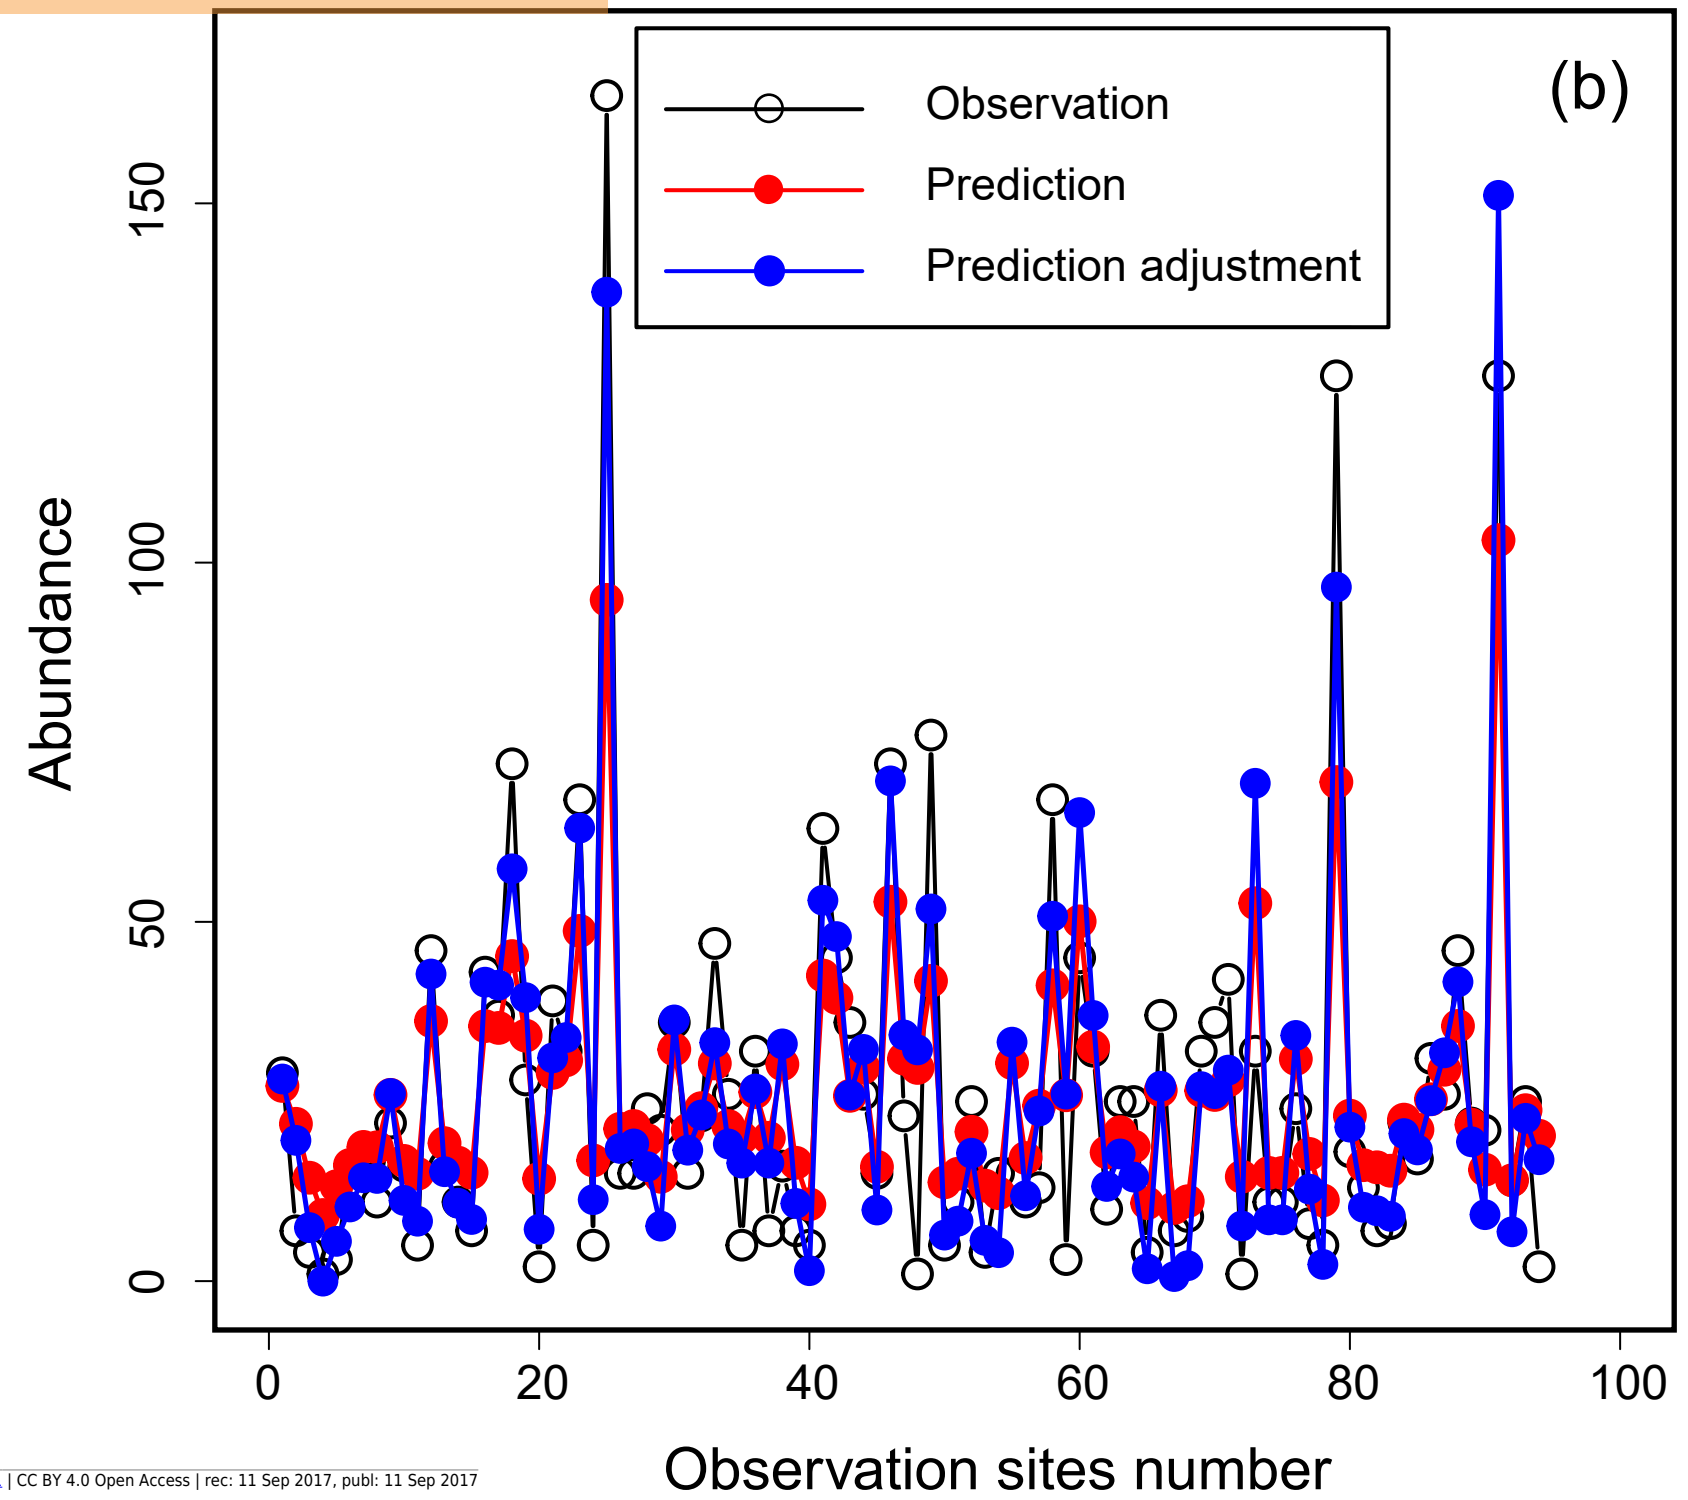 (b)
Observation
Prediction
Prediction adjustment
Abundance
150
100
50
0
0 20 40 60 80 100
Observation sites number
| CC BY 4.0 Open Access | rec: 11 Sep 2017, publ: 11 Sep 2017